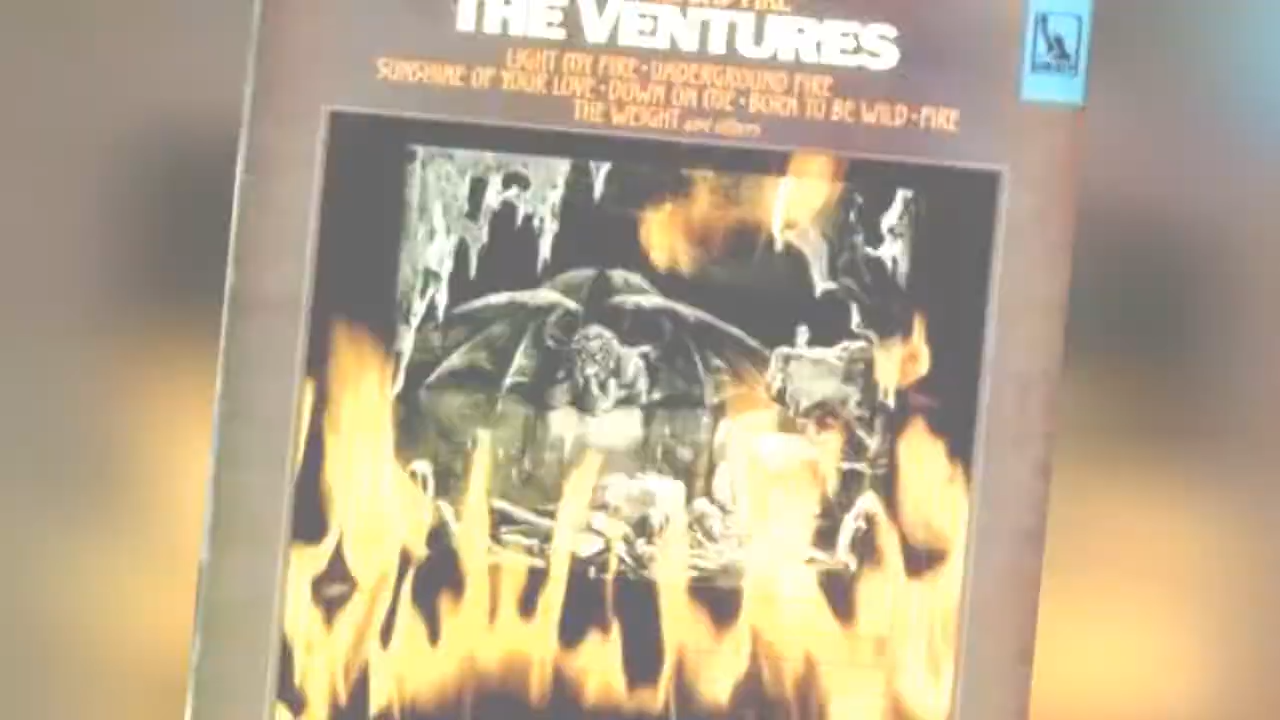 FIRE
THE VENTURES
LIGHT MY FIRE • UNDERGROUND FIRE
SUNSHINE OF YOUR LOVE • DOWN ON ME • BORN TO BE WILD • FIRE
THE WEIGHT and others